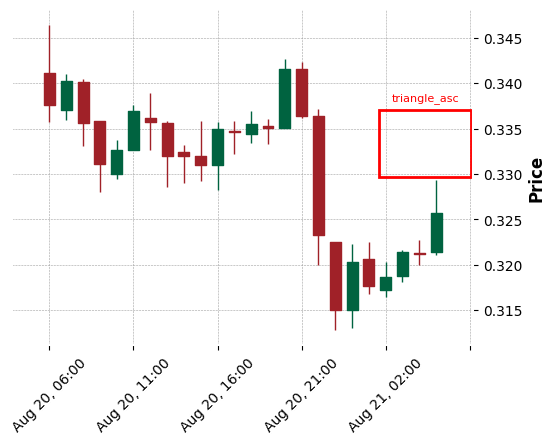 triangle_asc
0.345
0.340
0.335
0.330
0.325
0.320
0.315
Price
Aug 20, 06:00
Aug 20, 11:00
Aug 20, 16:00
Aug 20, 21:00
Aug 21, 02:00